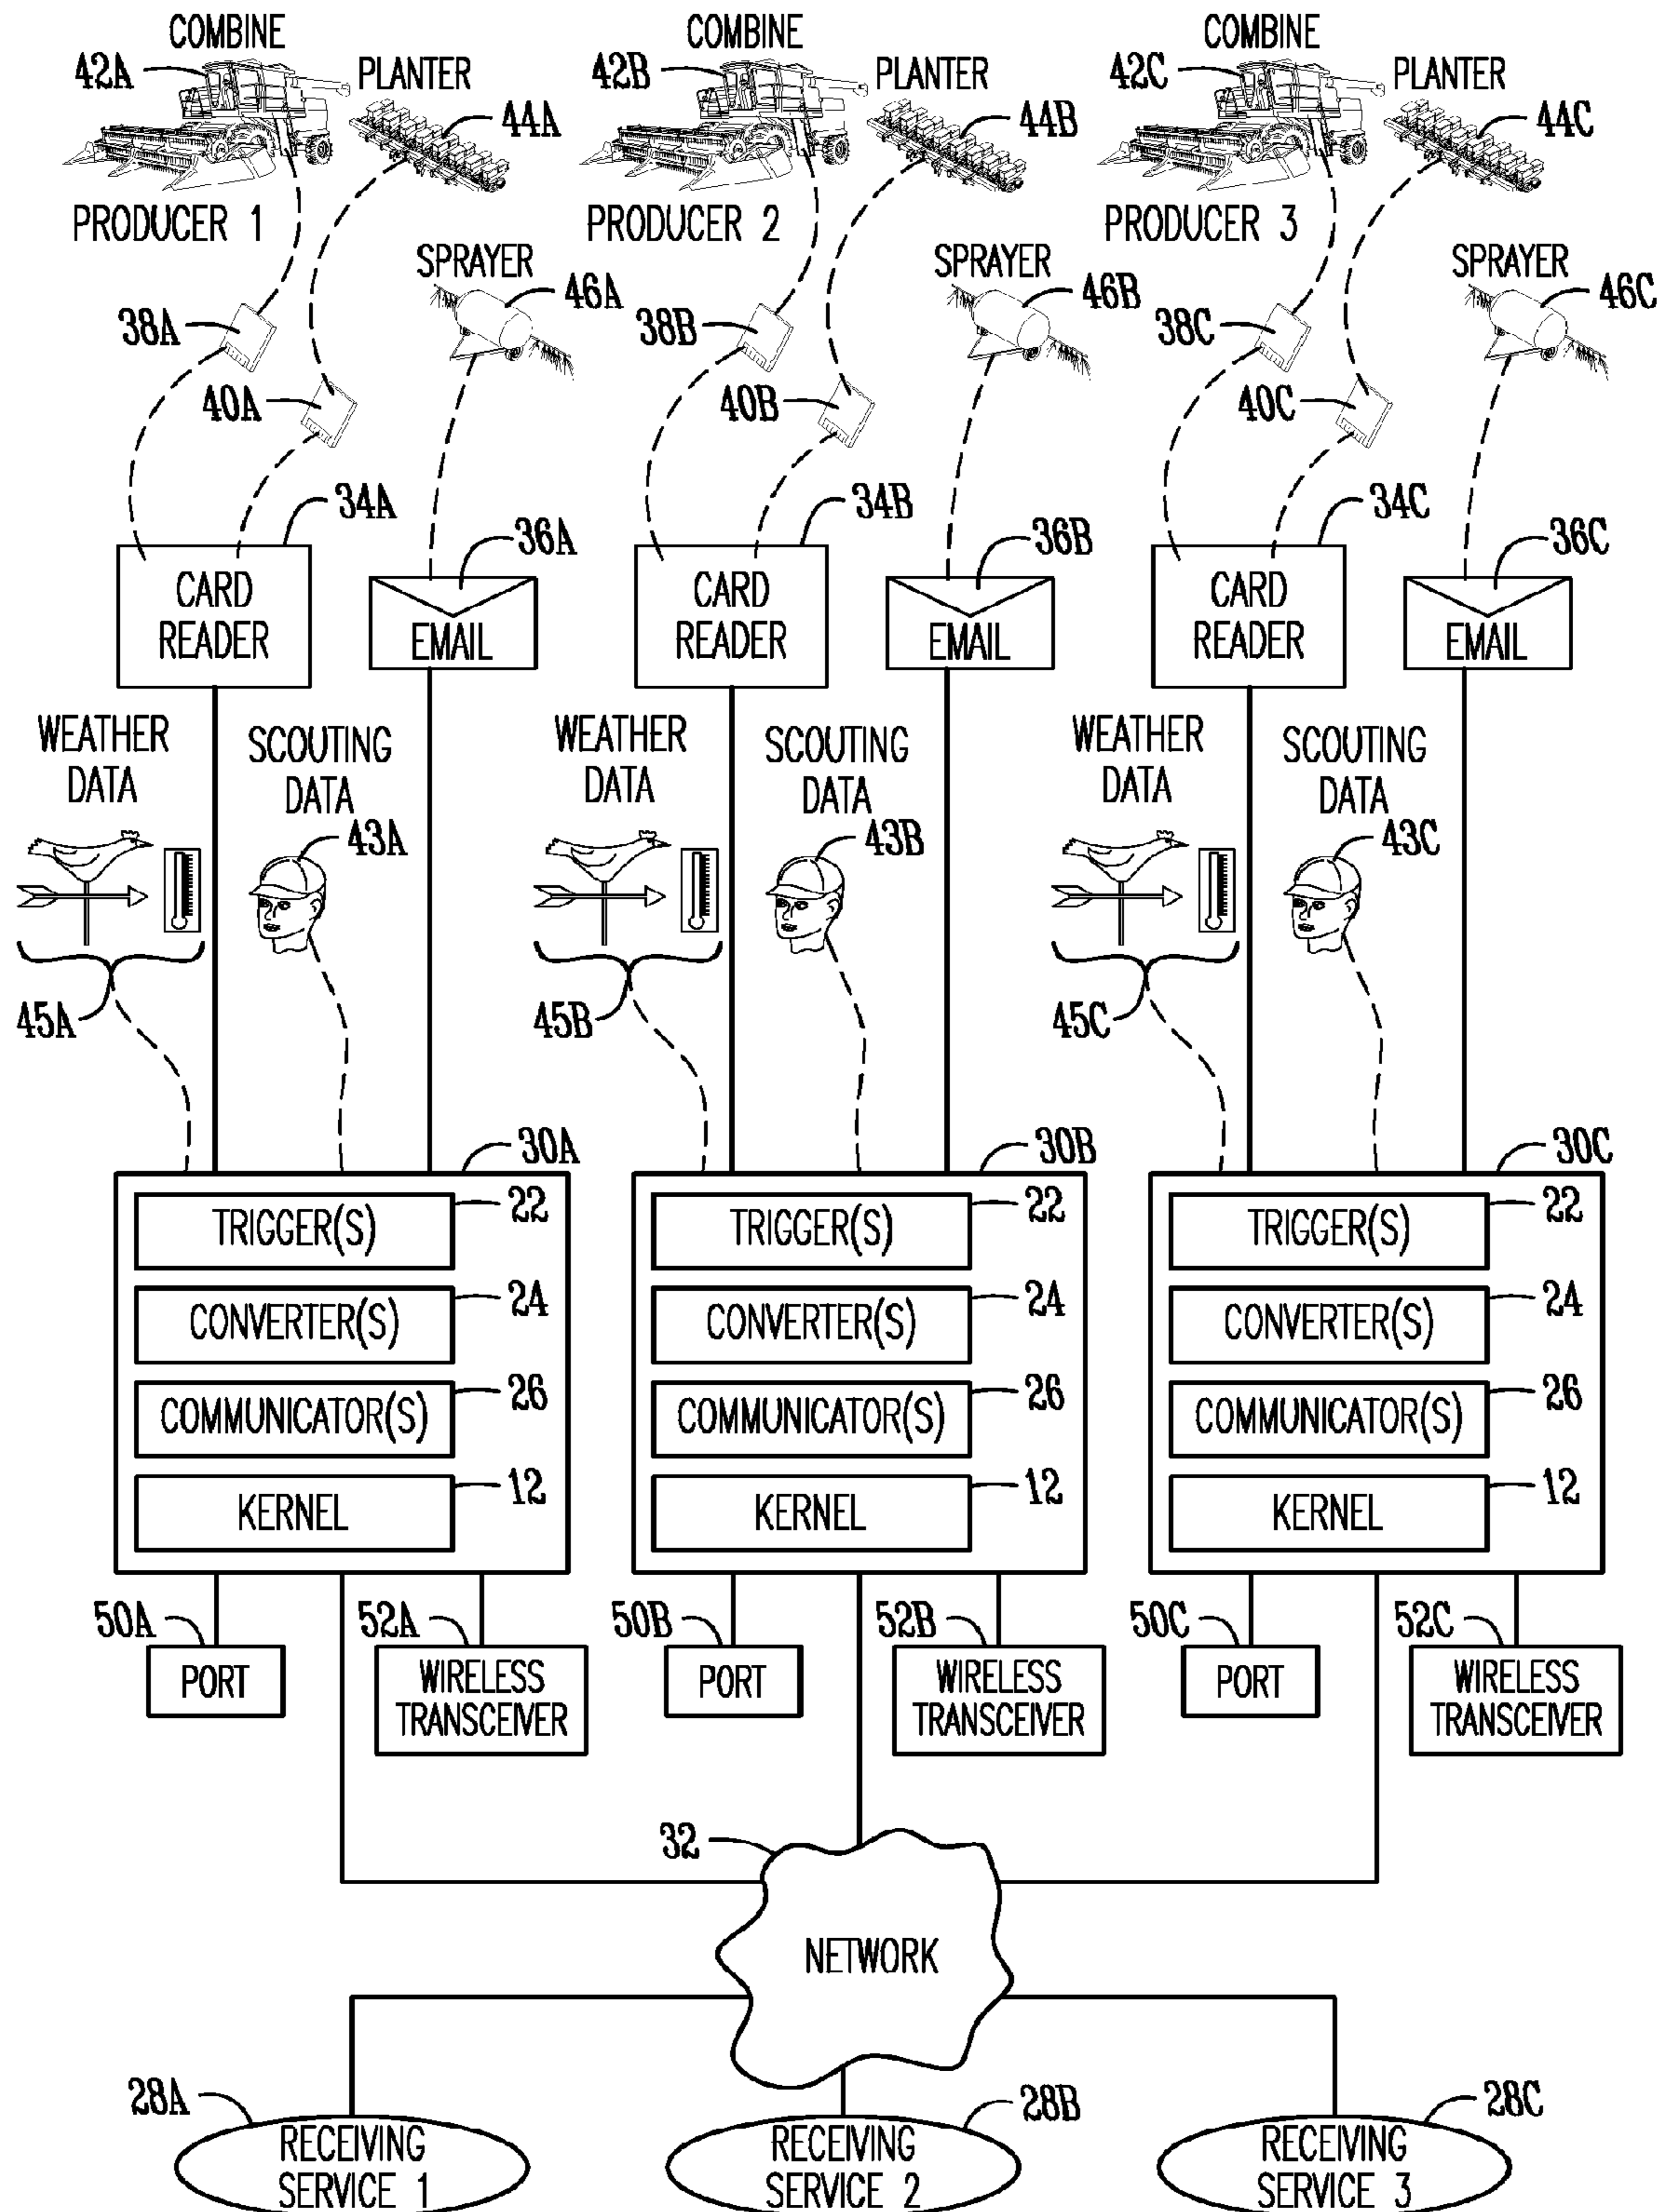 COMBINE COMBINE COMBINE
42A PLANTER 42B PLANTER 42C PLANTER
44A 44B 44C
PRODUCER 1 PRODUCER 2 PRODUCER 3
SPRAYER SPRAYER SPRAYER
46A 46B 46C
38A 38B 38C
40A 40B 40C
34A 34B 34C
36A 36B 36C
CARD CARD CARD
READER EMAIL READER EMAIL READER EMAIL
WEATHER SCOUTING WEATHER SCOUTING WEATHER SCOUTING
DATA DATA DATA DATA DATA DATA
43A 43B 43C
45A 45B 45C
30A 30B 30C
TRIGGER(S) 22 TRIGGER(S) 22 TRIGGER(S) 22
CONVERTER(S) 24 CONVERTER(S) 24 CONVERTER(S) 24
COMMUNICATOR(S) 26 COMMUNICATOR(S) 26 COMMUNICATOR(S) 26
KERNEL 12 KERNEL 12 KERNEL 12
50A 52A 50B 52B 50C 52C
PORT WIRELESS PORT WIRELESS PORT WIRELESS
TRANSCEIVER TRANSCEIVER TRANSCEIVER
32
NETWORK
28A 28B 28C
RECEIVING RECEIVING RECEIVING
SERVICE 1 SERVICE 2 SERVICE 3